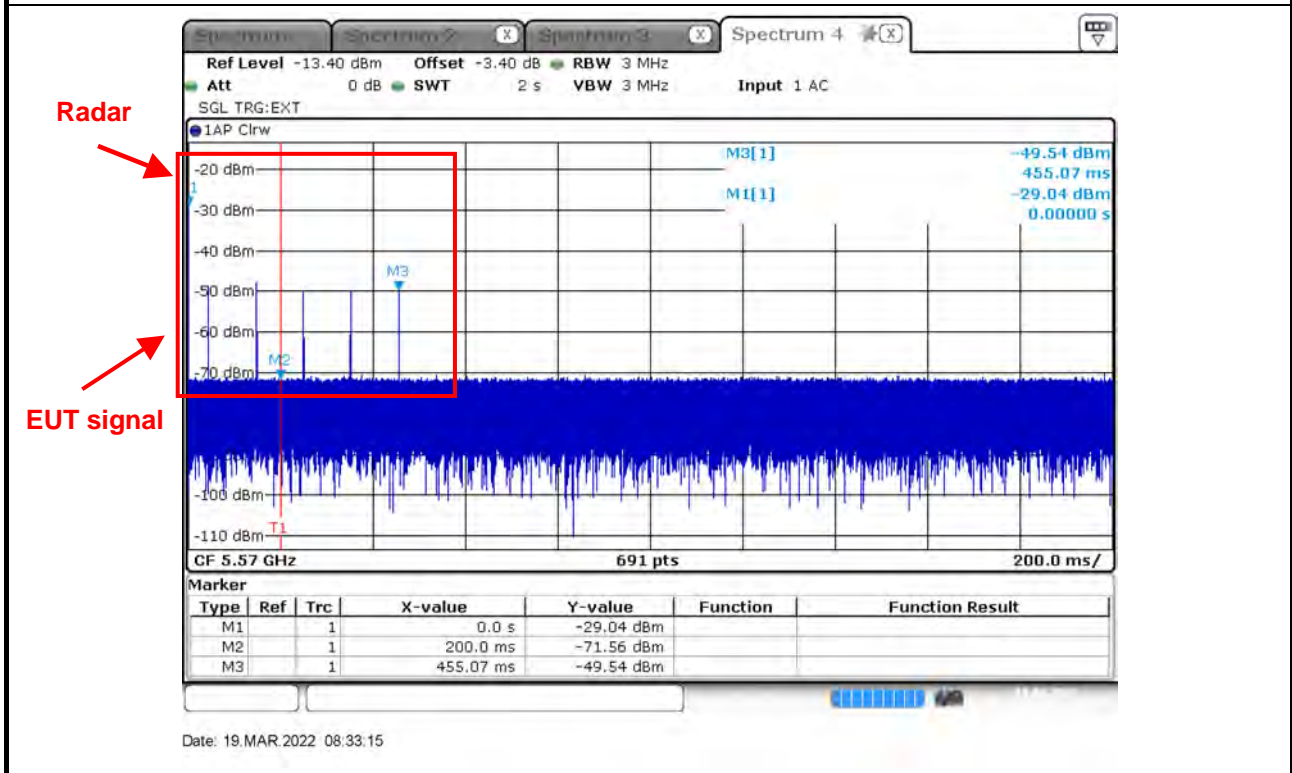 Spectrum 4
Ref Level -13.40 dBm Offset -3.40 dB RBW 3 MHz
Att 0 dB SWT 2 s VBW 3 MHz Input 1 AC
SGL TRG:EXT
1AP Clrw
Radar
EUT signal
M3[1] -49.54 dBm
455.07 ms
M1[1] -29.04 dBm
0.00000 s
-20 dBm
1
-30 dBm
-40 dBm
M3
-50 dBm
-60 dBm
M2
-70 dBm
-100 dBm
T1
-110 dBm
CF 5.57 GHz 691 pts 200.0 ms/
Marker
Type Ref Trc X-value Y-value Function Function Result
M1 1 0.0 s -29.04 dBm
M2 1 200.0 ms -71.56 dBm
M3 1 455.07 ms -49.54 dBm
Date: 19.MAR.2022 08:33:15